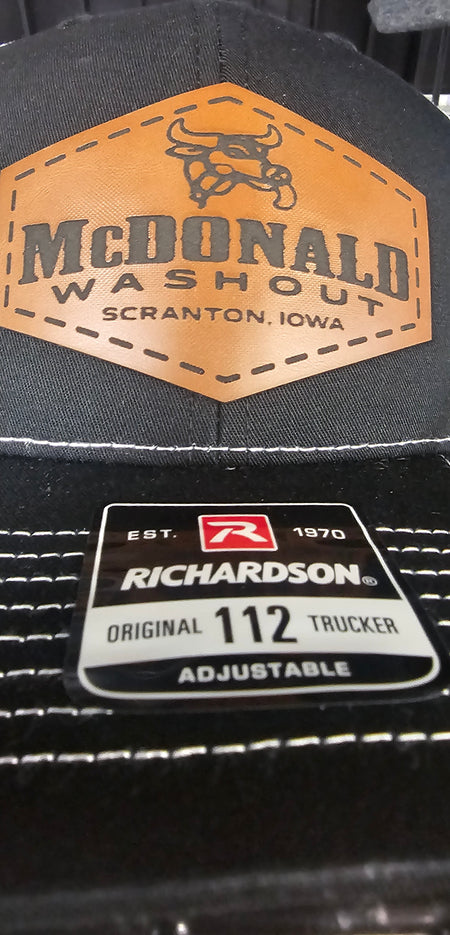 McDONALD
WASHOUT
SCRANTON, IOWA
EST. R 1970
RICHARDSON®
ORIGINAL 112 TRUCKER
ADJUSTABLE